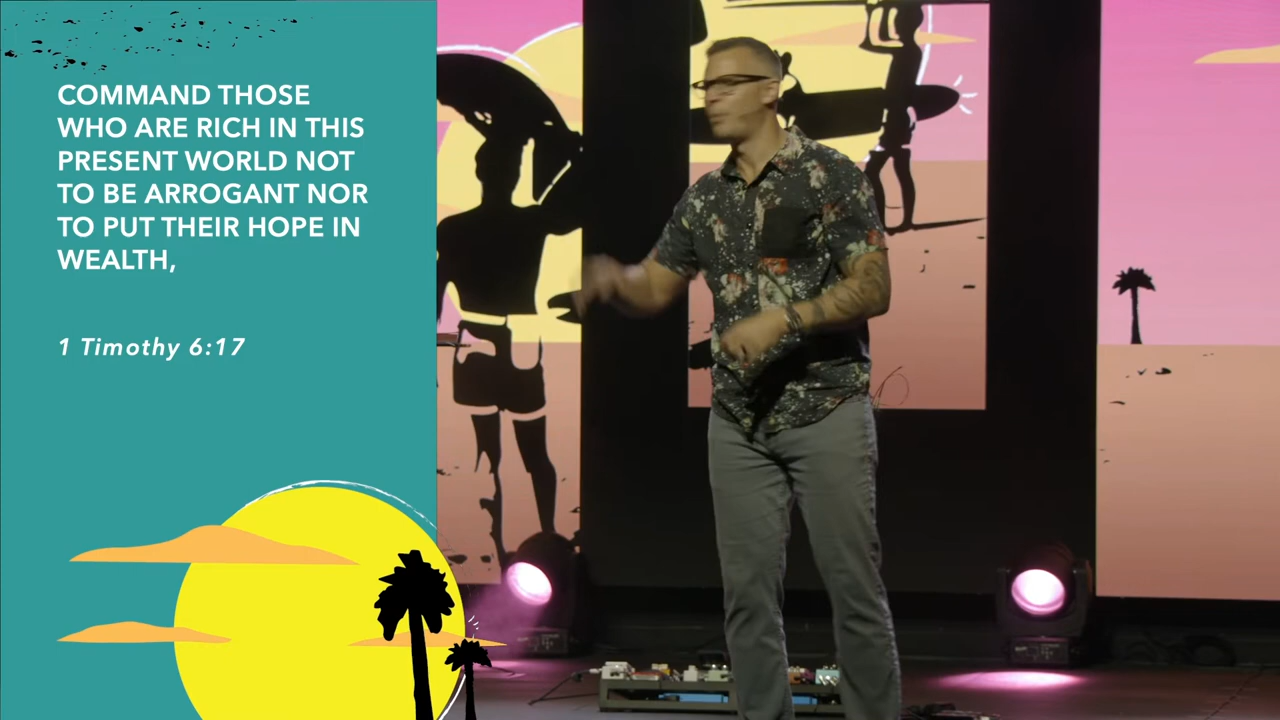 COMMAND THOSE
WHO ARE RICH IN THIS
PRESENT WORLD NOT
TO BE ARROGANT NOR
TO PUT THEIR HOPE IN
WEALTH,
1 Timothy 6:17